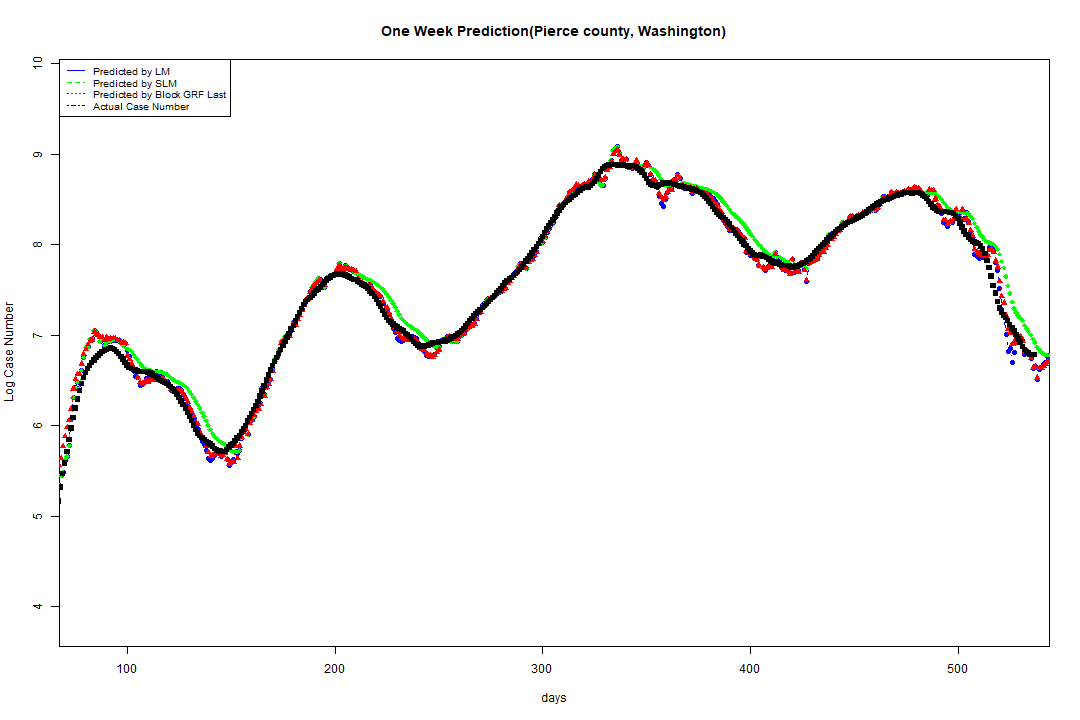 One Week Prediction(Pierce county, Washington)
Predicted by LM
Predicted by SLM
Predicted by Block GRF Last
Actual Case Number
10
9
8
7
6
5
4
Log Case Number
100 200 300 400 500
days